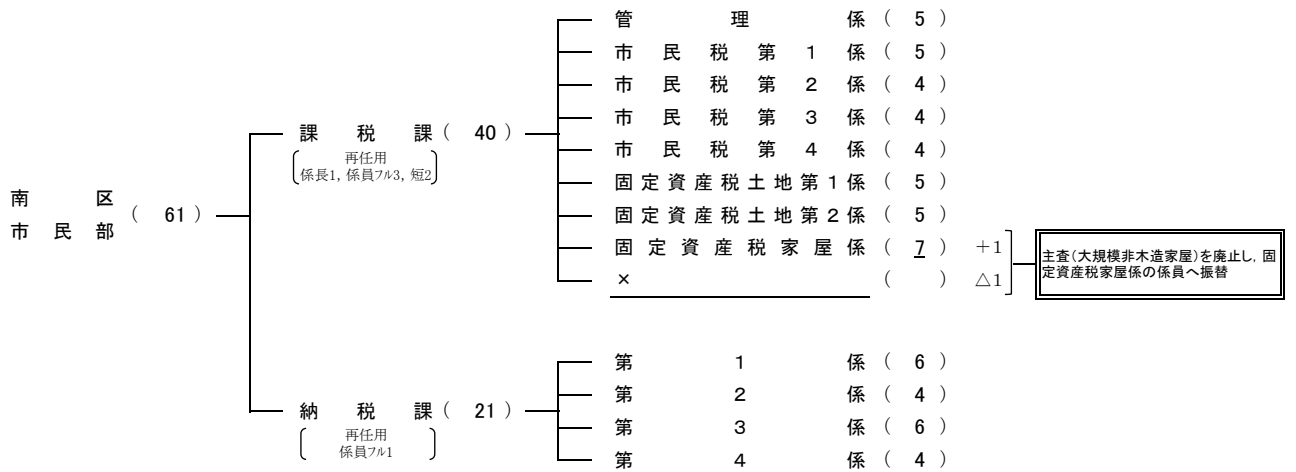 管理係(5)
市民税第1係(5)
市民税第2係(4)
市民税第3係(4)
課税課(40)
再任用
係長1,係員フル3,短2
市民税第4係(4)
固定資産税土地第1係(5)
南区
市民部
(61)
固定資産税土地第2係(5)
固定資産税家屋係(7) +1
×( ) △1
主査(大規模非木造家屋)を廃止し,固
定資産税家屋係の係員へ振替
第1係(6)
第2係(4)
納税課(21)
再任用
係員フル1
第3係(6)
第4係(4)